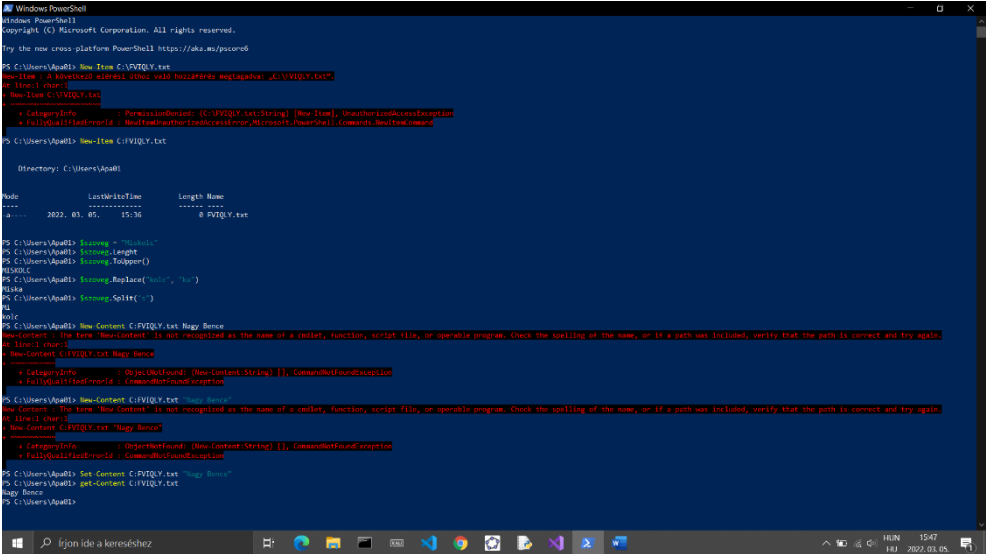 Windows PowerShell
Windows PowerShell
Copyright (C) Microsoft Corporation. All rights reserved.
Try the new cross-platform PowerShell https://aka.ms/pscore6
PS C:\Users\Apa01> New-Item C:\FVIQLY.txt
New-Item : A következő elérési úthoz való hozzáférés megtagadva: „C:\FVIQLY.txt”.
At line:1 char:1
+ New-Item C:\FVIQLY.txt
+ ~~~~~~~~~~~~~~~~~~~~~~
+ CategoryInfo : PermissionDenied: (C:\FVIQLY.txt:String) [New-Item], UnauthorizedAccessException
+ FullyQualifiedErrorId : NewItemUnauthorizedAccessError,Microsoft.PowerShell.Commands.NewItemCommand
PS C:\Users\Apa01> New-Item C:FVIQLY.txt
Directory: C:\Users\Apa01
Mode LastWriteTime Length Name
---- ------------- ------ ----
-a---- 2022. 03. 05. 15:36 0 FVIQLY.txt
PS C:\Users\Apa01> $szoveg = "Miskolc"
PS C:\Users\Apa01> $szoveg.Lenght
PS C:\Users\Apa01> $szoveg.ToUpper()
MISKOLC
PS C:\Users\Apa01> $szoveg.Replace("kolc", "ka")
Miska
PS C:\Users\Apa01> $szoveg.Split("s")
Mi
kolc
PS C:\Users\Apa01> New-Content C:FVIQLY.txt Nagy Bence
New-Content : The term 'New-Content' is not recognized as the name of a cmdlet, function, script file, or operable program. Check the spelling of the name, or if a path was included, verify that the path is correct and try again.
At line:1 char:1
+ New-Content C:FVIQLY.txt Nagy Bence
+ ~~~~~~~~~~~
+ CategoryInfo : ObjectNotFound: (New-Content:String) [], CommandNotFoundException
+ FullyQualifiedErrorId : CommandNotFoundException
PS C:\Users\Apa01> New-Content C:FVIQLY.txt "Nagy Bence"
New-Content : The term 'New-Content' is not recognized as the name of a cmdlet, function, script file, or operable program. Check the spelling of the name, or if a path was included, verify that the path is correct and try again.
At line:1 char:1
+ New-Content C:FVIQLY.txt "Nagy Bence"
+ ~~~~~~~~~~~
+ CategoryInfo : ObjectNotFound: (New-Content:String) [], CommandNotFoundException
+ FullyQualifiedErrorId : CommandNotFoundException
PS C:\Users\Apa01> Set-Content C:FVIQLY.txt "Nagy Bence"
PS C:\Users\Apa01> get-Content C:FVIQLY.txt
Nagy Bence
PS C:\Users\Apa01>
Írjon ide a kereséshez
HUN 15:47
HU 2022. 03. 05.